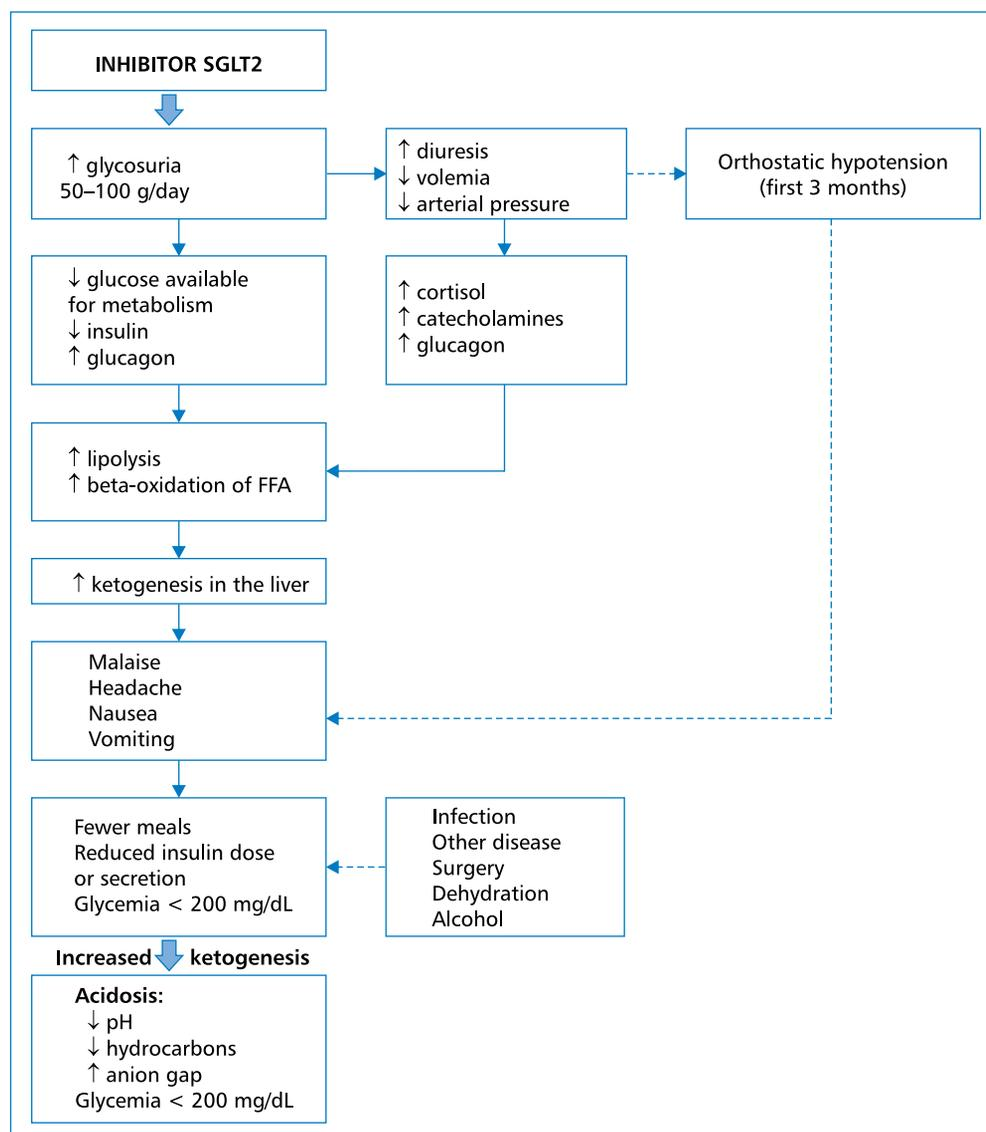 INHIBITOR SGLT2
↑ glycosuria
50–100 g/day
↑ diuresis
↓ volemia
↓ arterial pressure
Orthostatic hypotension
(first 3 months)
↓ glucose available
for metabolism
↓ insulin
↑ glucagon
↑ cortisol
↑ catecholamines
↑ glucagon
↑ lipolysis
↑ beta-oxidation of FFA
↑ ketogenesis in the liver
Malaise
Headache
Nausea
Vomiting
Fewer meals
Reduced insulin dose
or secretion
Glycemia < 200 mg/dL
Infection
Other disease
Surgery
Dehydration
Alcohol
Increased ketogenesis
Acidosis:
↓ pH
↓ hydrocarbons
↑ anion gap
Glycemia < 200 mg/dL